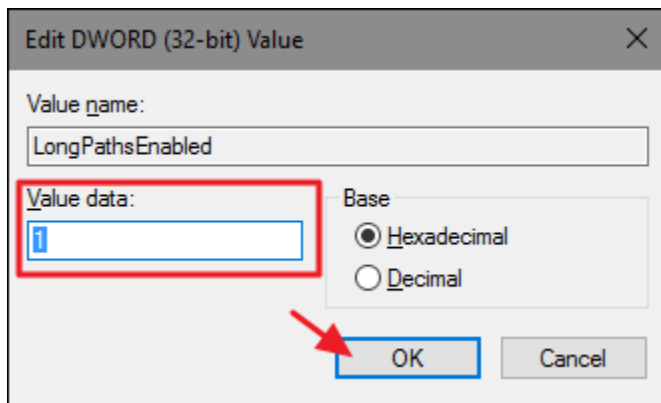 Edit DWORD (32-bit) Value
Value name:
LongPathsEnabled
Value data:
1
Base
Hexadecimal
Decimal
OK
Cancel